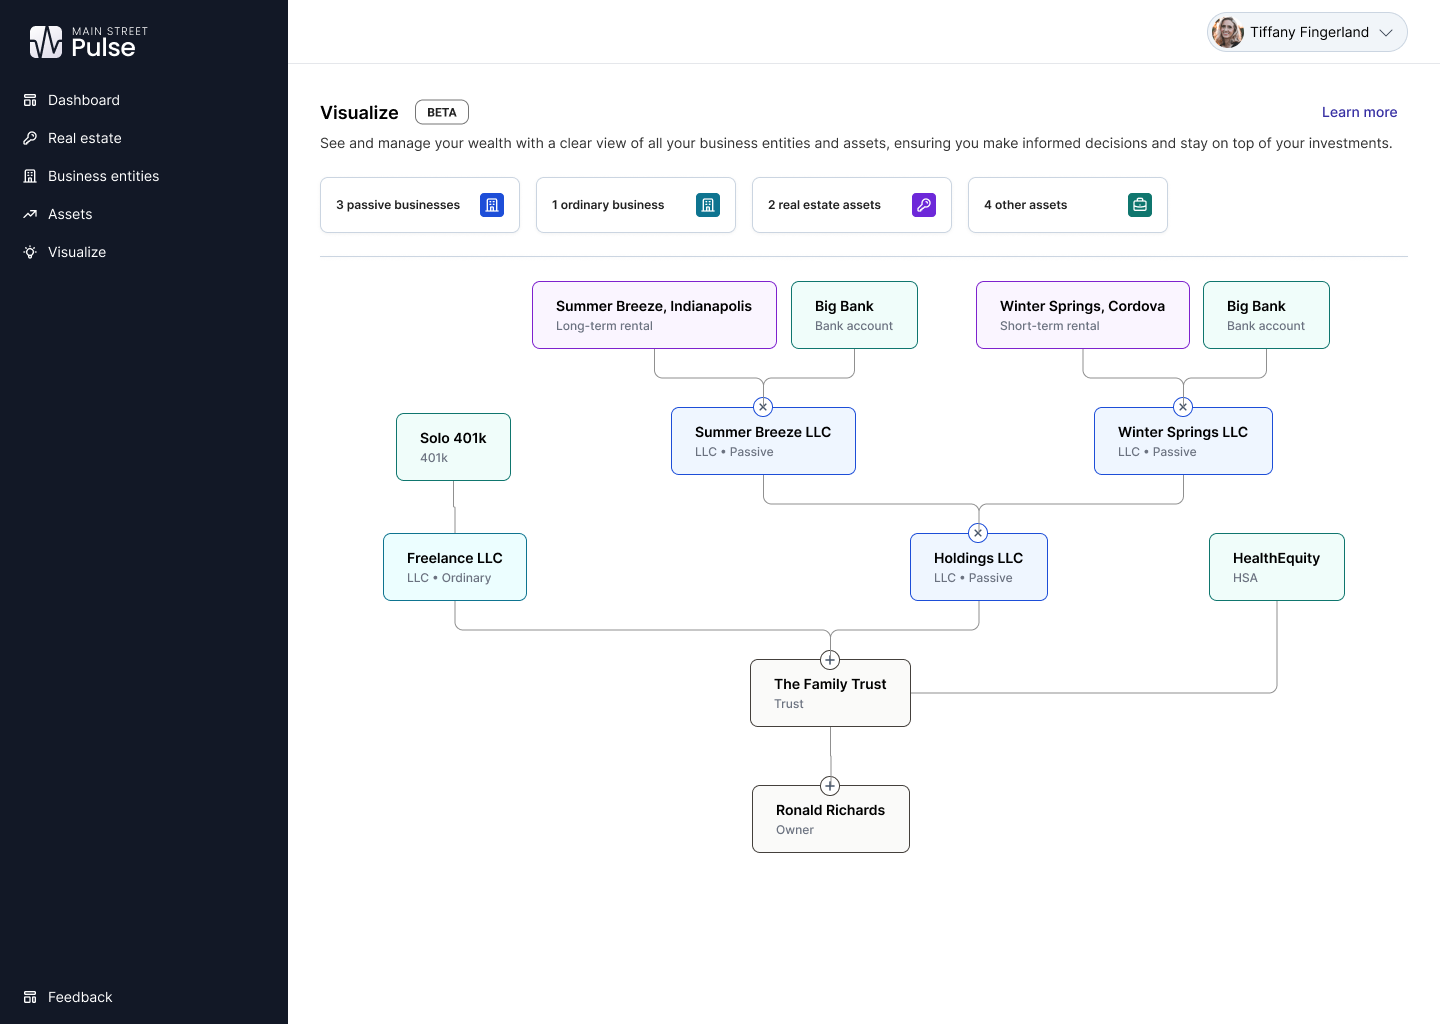 MAIN STREET
Pulse
Tiffany Fingerland
Dashboard
Real estate
Business entities
Assets
Visualize
Feedback
Visualize
BETA
Learn more
See and manage your wealth with a clear view of all your business entities and assets, ensuring you make informed decisions and stay on top of your investments.
3 passive businesses
1 ordinary business
2 real estate assets
4 other assets
Summer Breeze, Indianapolis
Long-term rental
Big Bank
Bank account
Winter Springs, Cordova
Short-term rental
Big Bank
Bank account
Solo 401k
401k
Summer Breeze LLC
LLC • Passive
Winter Springs LLC
LLC • Passive
Freelance LLC
LLC • Ordinary
Holdings LLC
LLC • Passive
HealthEquity
HSA
The Family Trust
Trust
Ronald Richards
Owner